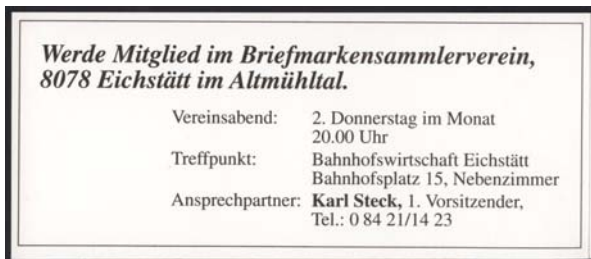 Werde Mitglied im Briefmarkensammlerverein,
8078 Eichstätt im Altmühltal.
Vereinsabend: 2. Donnerstag im Monat
20.00 Uhr
Treffpunkt: Bahnhofswirtschaft Eichstätt
Bahnhofsplatz 15, Nebenzimmer
Ansprechpartner: Karl Steck, 1. Vorsitzender,
Tel.: 0 84 21/14 23